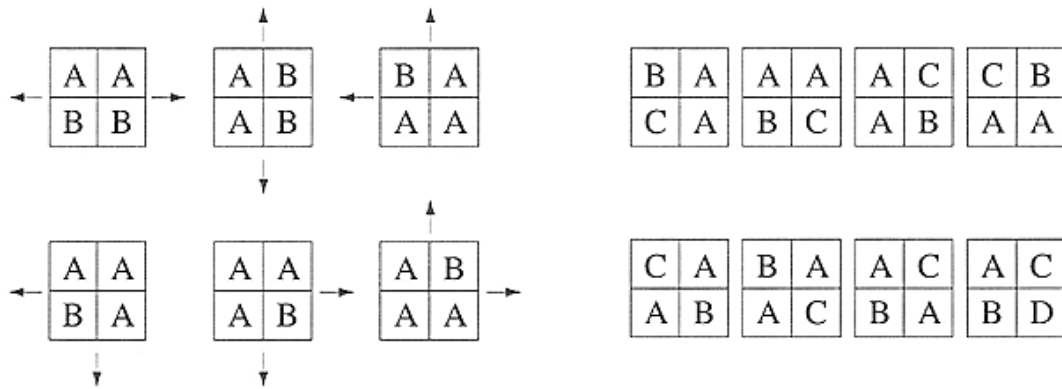 A A A B B A B A A A A C C B
B B A B A A C A B C A B A A
A A A A A B C A B A A C A C
B A A B A A A B A C B A B D